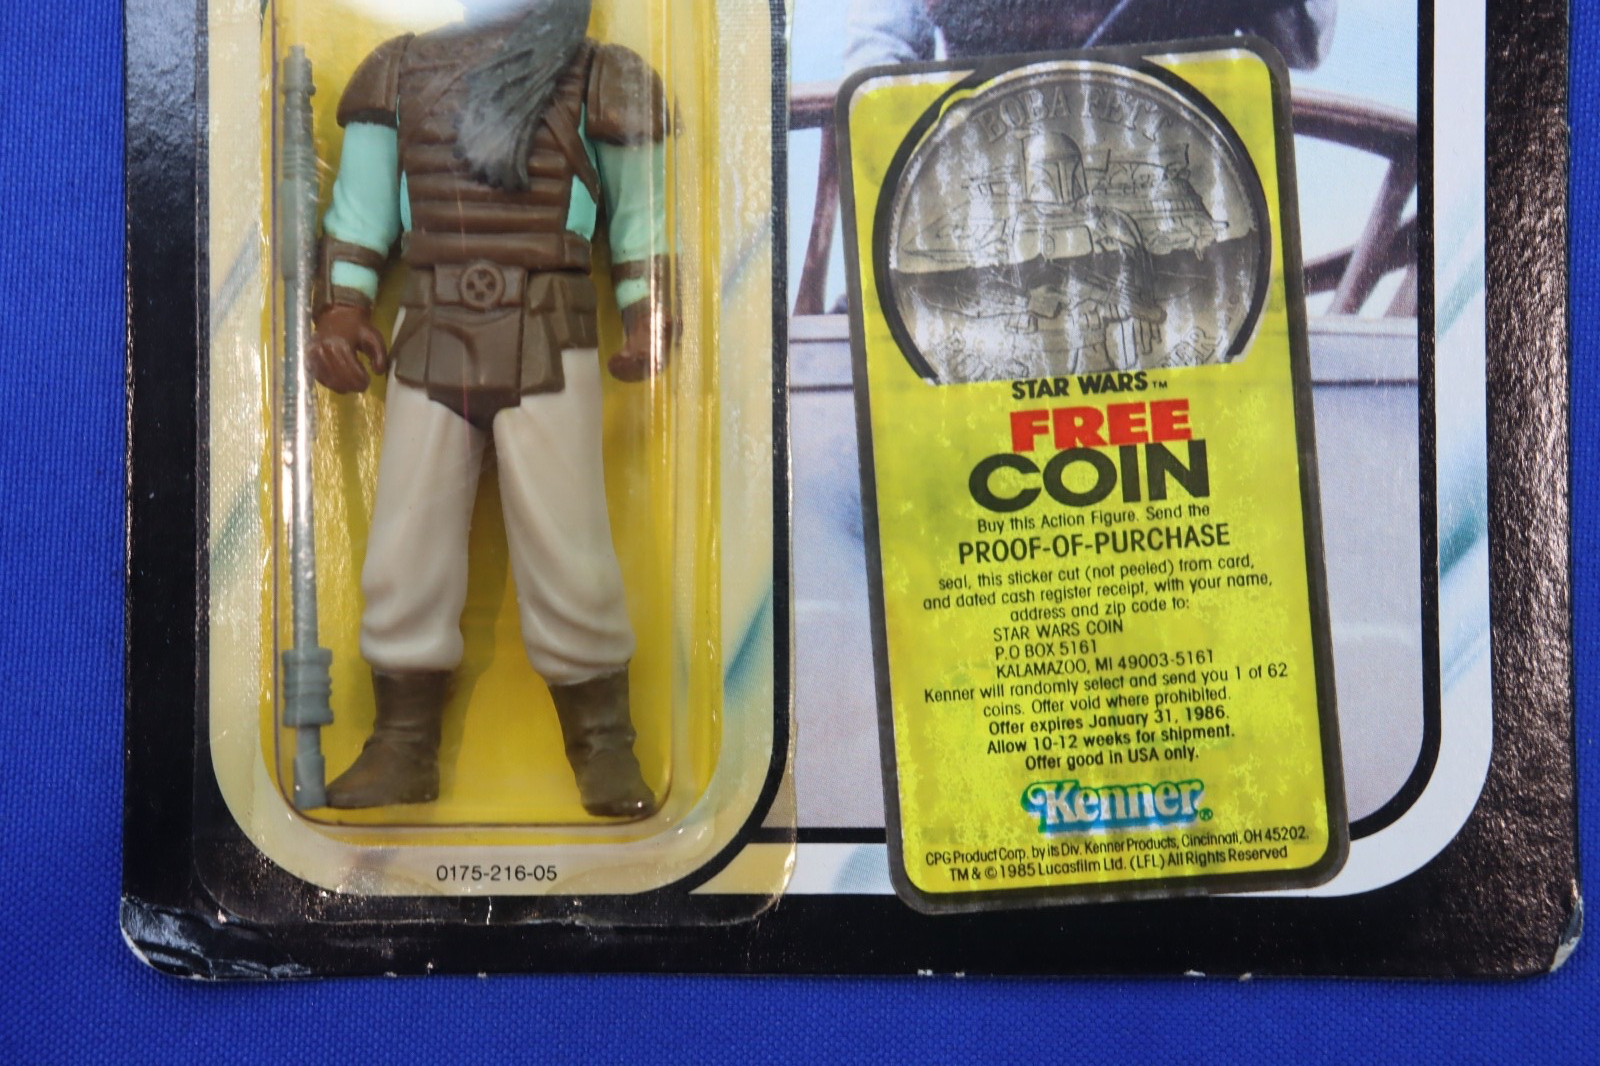 BOBA FETT
STAR WARS™
FREE
COIN
Buy this Action Figure. Send the
PROOF-OF-PURCHASE
seal, this sticker cut (not peeled) from card,
and dated cash register receipt, with your name,
address and zip code to:
STAR WARS COIN
P.O BOX 5161
KALAMAZOO, MI 49003-5161
Kenner will randomly select and send you 1 of 62
coins. Offer void where prohibited.
Offer expires January 31, 1986.
Allow 10-12 weeks for shipment.
Offer good in USA only.
Kenner®
CPG Product Corp. by its Div. Kenner Products, Cincinnati, OH 45202.
TM & © 1985 Lucasfilm Ltd. (LFL) All Rights Reserved
0175-216-05